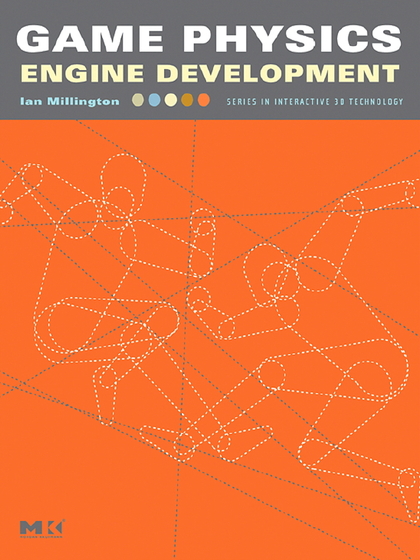 GAME PHYSICS
ENGINE DEVELOPMENT
Ian Millington
SERIES IN INTERACTIVE 3D TECHNOLOGY
MK